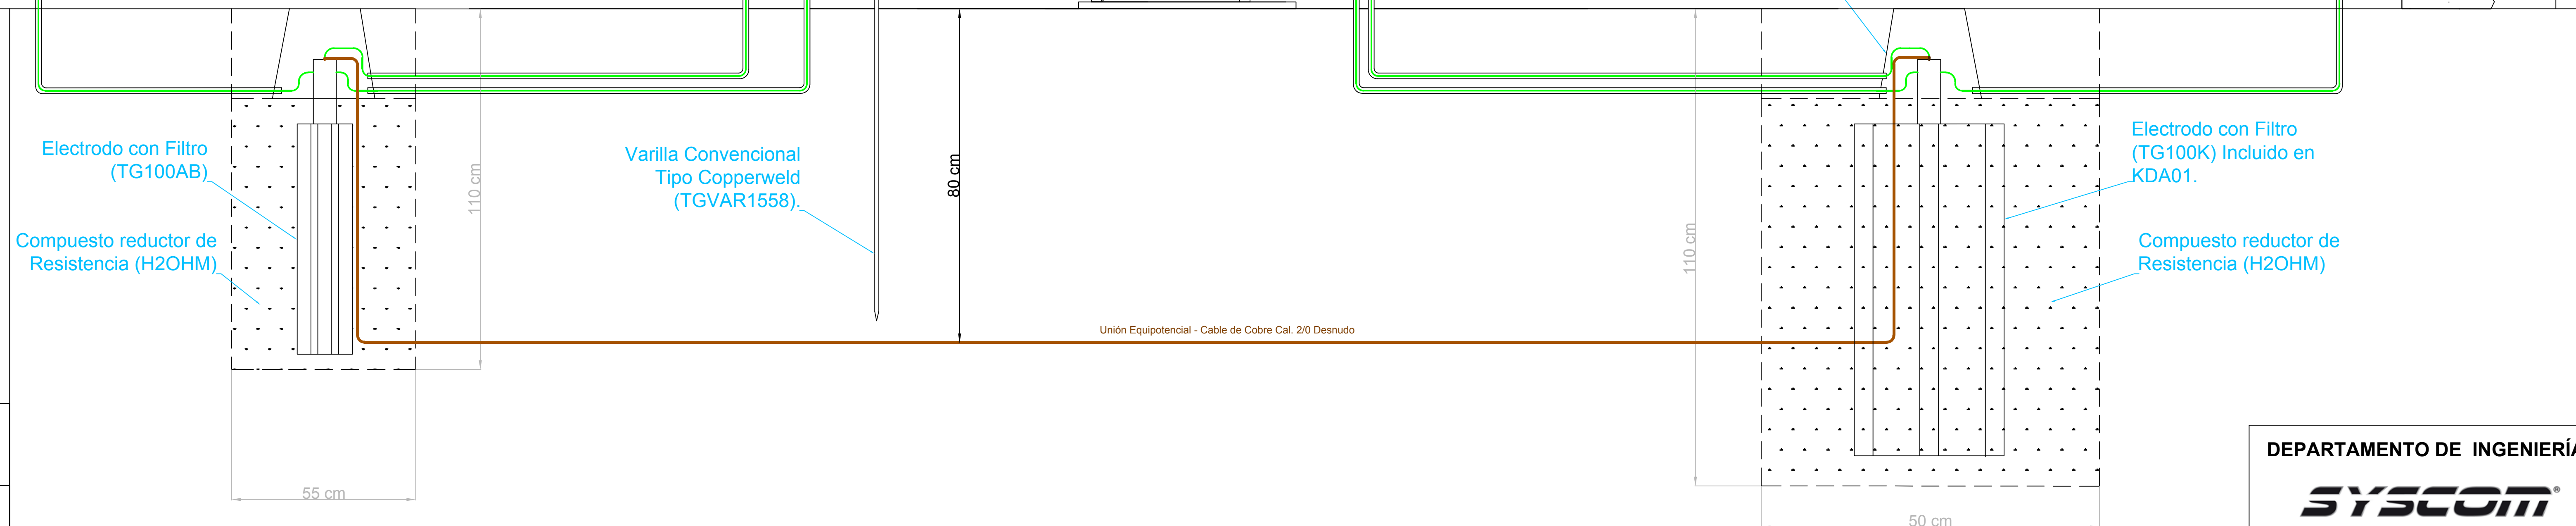 Electrodo con Filtro
(TG100AB)
Compuesto reductor de
Resistencia (H2OHM)
110 cm
55 cm
Varilla Convencional
Tipo Copperweld
(TGVAR1558).
80 cm
Unión Equipotencial - Cable de Cobre Cal. 2/0 Desnudo
110 cm
50 cm
Electrodo con Filtro
(TG100K) Incluido en
KDA01.
Compuesto reductor de
Resistencia (H2OHM)
DEPARTAMENTO DE INGENIERÍA
SYSCOM®